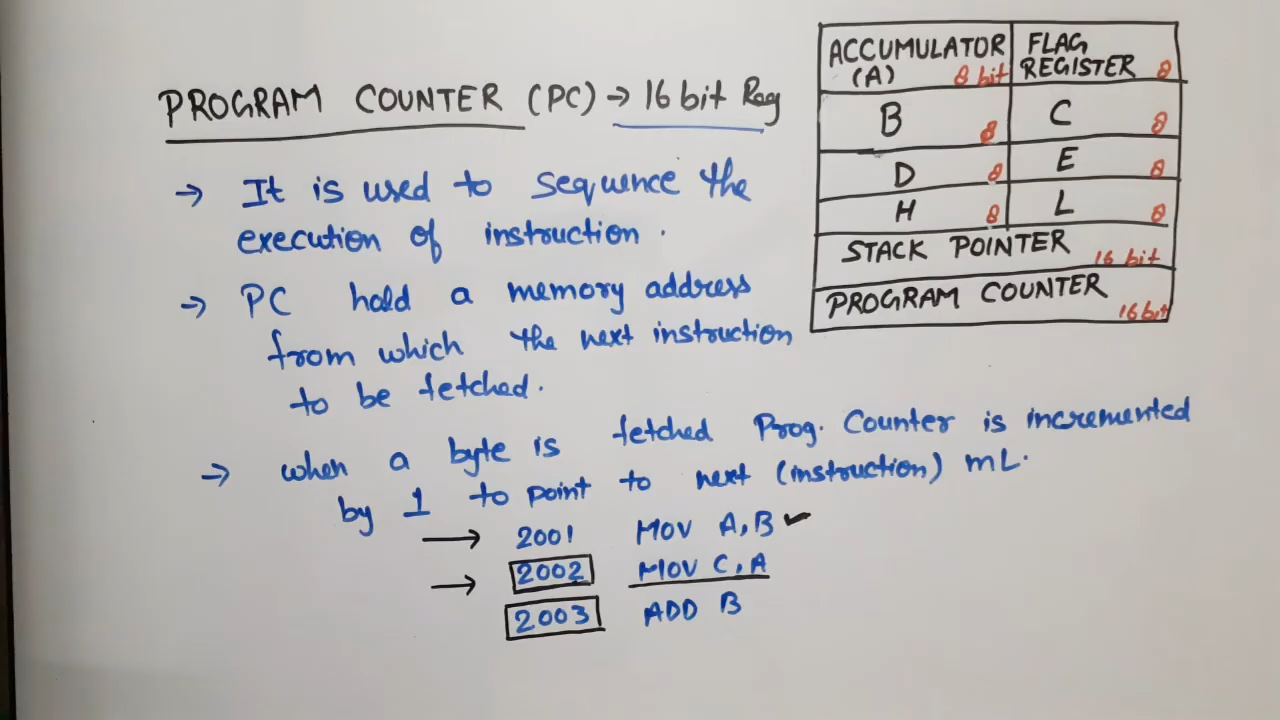 PROGRAM COUNTER (PC) → 16 bit Reg
→ It is used to sequence the
execution of instruction.
→ PC hold a memory address
from which the next instruction
to be fetched.
→ when a byte is fetched Prog. Counter is incremented
by 1 to point to next (instruction) mL.
→ 2001 MOV A,B ✓
→ 2002 MOV C,A
2003 ADD B
ACCUMULATOR (A) 8 bit
FLAG REGISTER 8
B 8 C 8
D 8 E 8
H 8 L 8
STACK POINTER 16 bit
PROGRAM COUNTER 16 bit